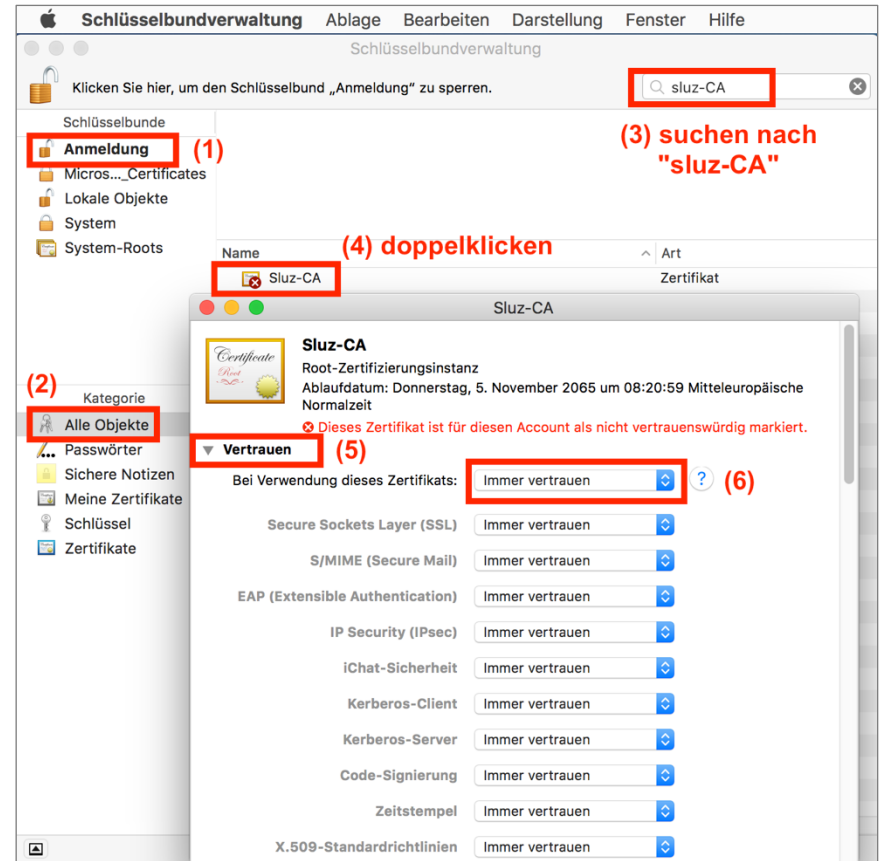 Schlüsselbundverwaltung Ablage Bearbeiten Darstellung Fenster Hilfe
Schlüsselbundverwaltung
Klicken Sie hier, um den Schlüsselbund „Anmeldung“ zu sperren.
sluz-CA
(3) suchen nach
"sluz-CA"
Schlüsselbunde
Anmeldung
(1)
Micros..._Certificates
Lokale Objekte
System
System-Roots
(4) doppelklicken
Name
Art
Sluz-CA
Zertifikat
(2)
Kategorie
Alle Objekte
Passwörter
Sichere Notizen
Meine Zertifikate
Schlüssel
Zertifikate
Sluz-CA
Certificate
Root
Sluz-CA
Root-Zertifizierungsinstanz
Ablaufdatum: Donnerstag, 5. November 2065 um 08:20:59 Mitteleuropäische
Normalzeit
Dieses Zertifikat ist für diesen Account als nicht vertrauenswürdig markiert.
Vertrauen
(5)
Bei Verwendung dieses Zertifikats: Immer vertrauen ? (6)
Secure Sockets Layer (SSL) Immer vertrauen
S/MIME (Secure Mail) Immer vertrauen
EAP (Extensible Authentication) Immer vertrauen
IP Security (IPsec) Immer vertrauen
iChat-Sicherheit Immer vertrauen
Kerberos-Client Immer vertrauen
Kerberos-Server Immer vertrauen
Code-Signierung Immer vertrauen
Zeitstempel Immer vertrauen
X.509-Standardrichtlinien Immer vertrauen